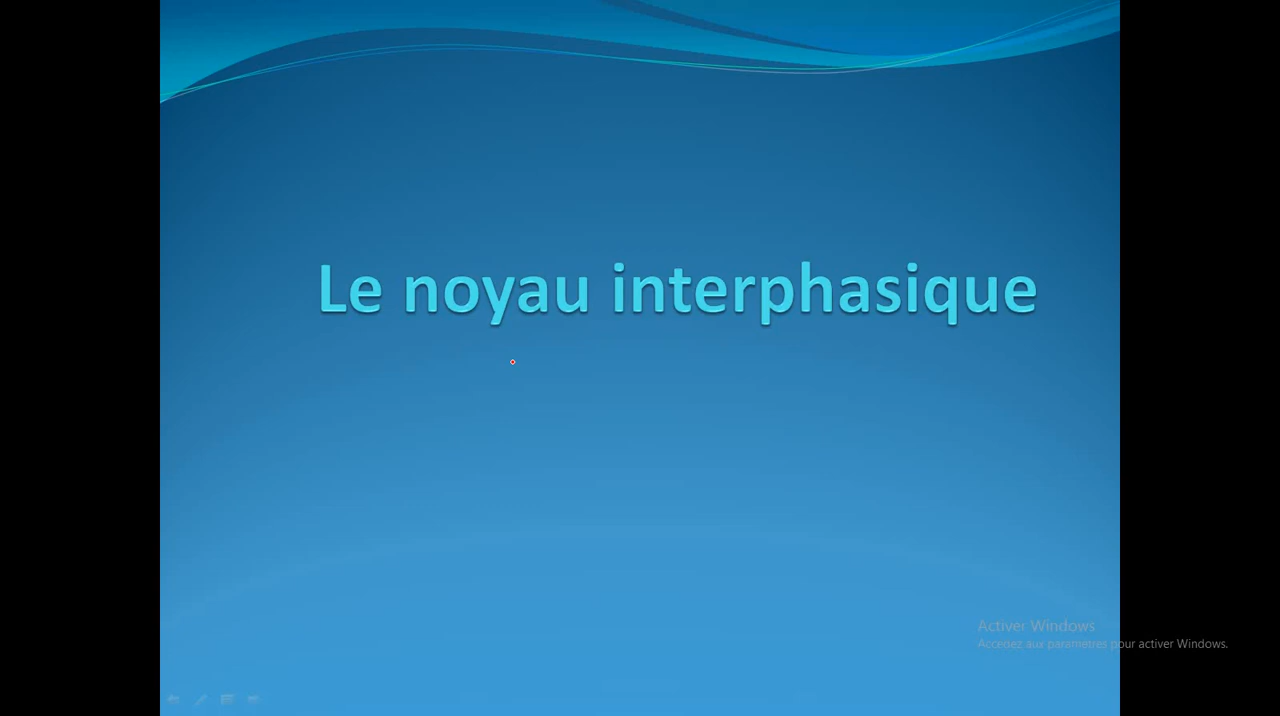 Le noyau interphasique
Activer Windows
Accédez aux paramètres pour activer Windows.